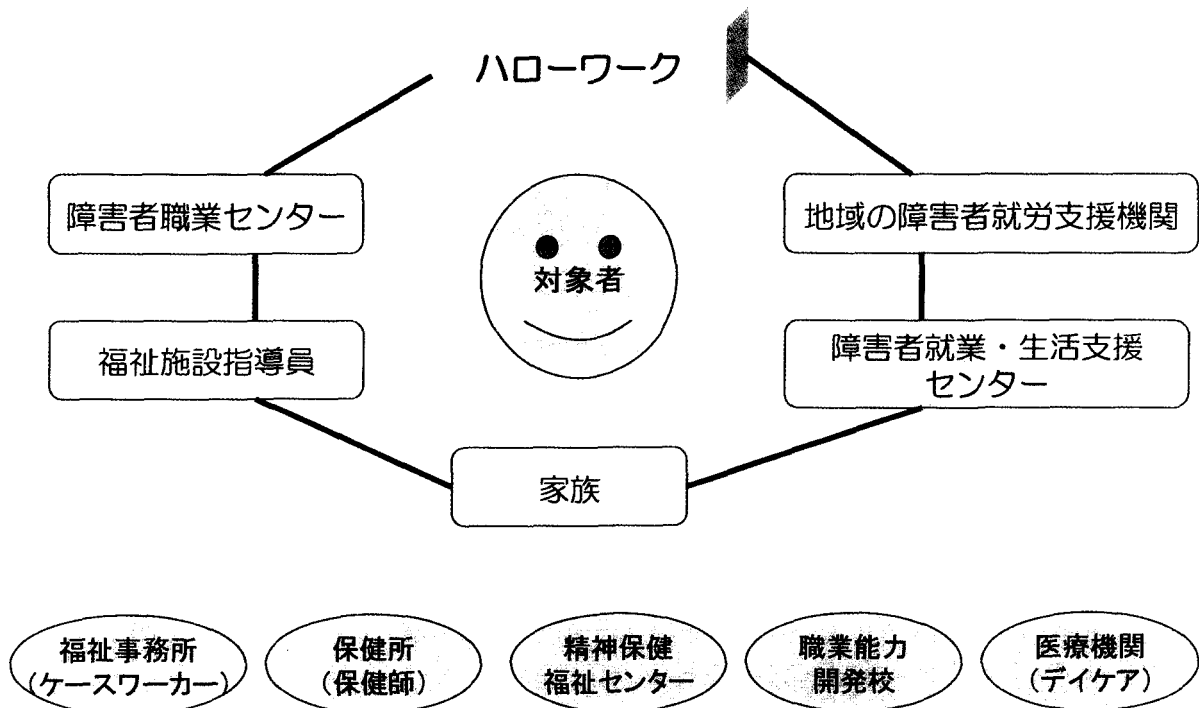 ハローワーク
障害者職業センター
地域の障害者就労支援機関
対象者
福祉施設指導員
障害者就業・生活支援
センター
家族
福祉事務所
(ケースワーカー)
保健所
(保健師)
精神保健
福祉センター
職業能力
開発校
医療機関
(デイケア)